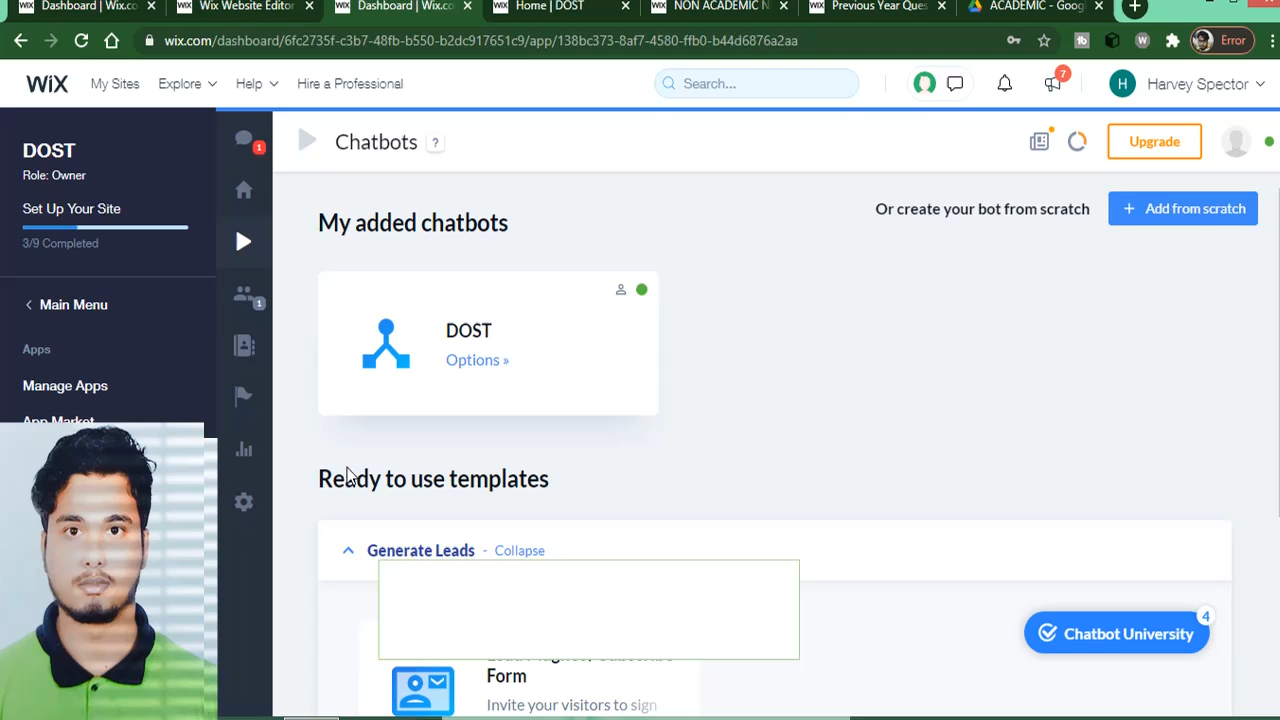 Dashboard | Wix.co
Wix Website Editor
Dashboard | Wix.co
Home | DOST
NON ACADEMIC N
Previous Year Que
ACADEMIC - Googl
wix.com/dashboard/6fc2735f-c3b7-48fb-b550-b2dc917651c9/app/138bc373-8af7-4580-ffb0-b44d6876a2aa
Error
WiX
My Sites
Explore
Help
Hire a Professional
Search...
7
H
Harvey Spector
DOST
Role: Owner
Set Up Your Site
3/9 Completed
Main Menu
Apps
Manage Apps
App Market
1
1
Chatbots ?
Upgrade
My added chatbots
Or create your bot from scratch
+ Add from scratch
DOST
Options »
Ready to use templates
Generate Leads - Collapse
Form
Invite your visitors to sign
Chatbot University
4